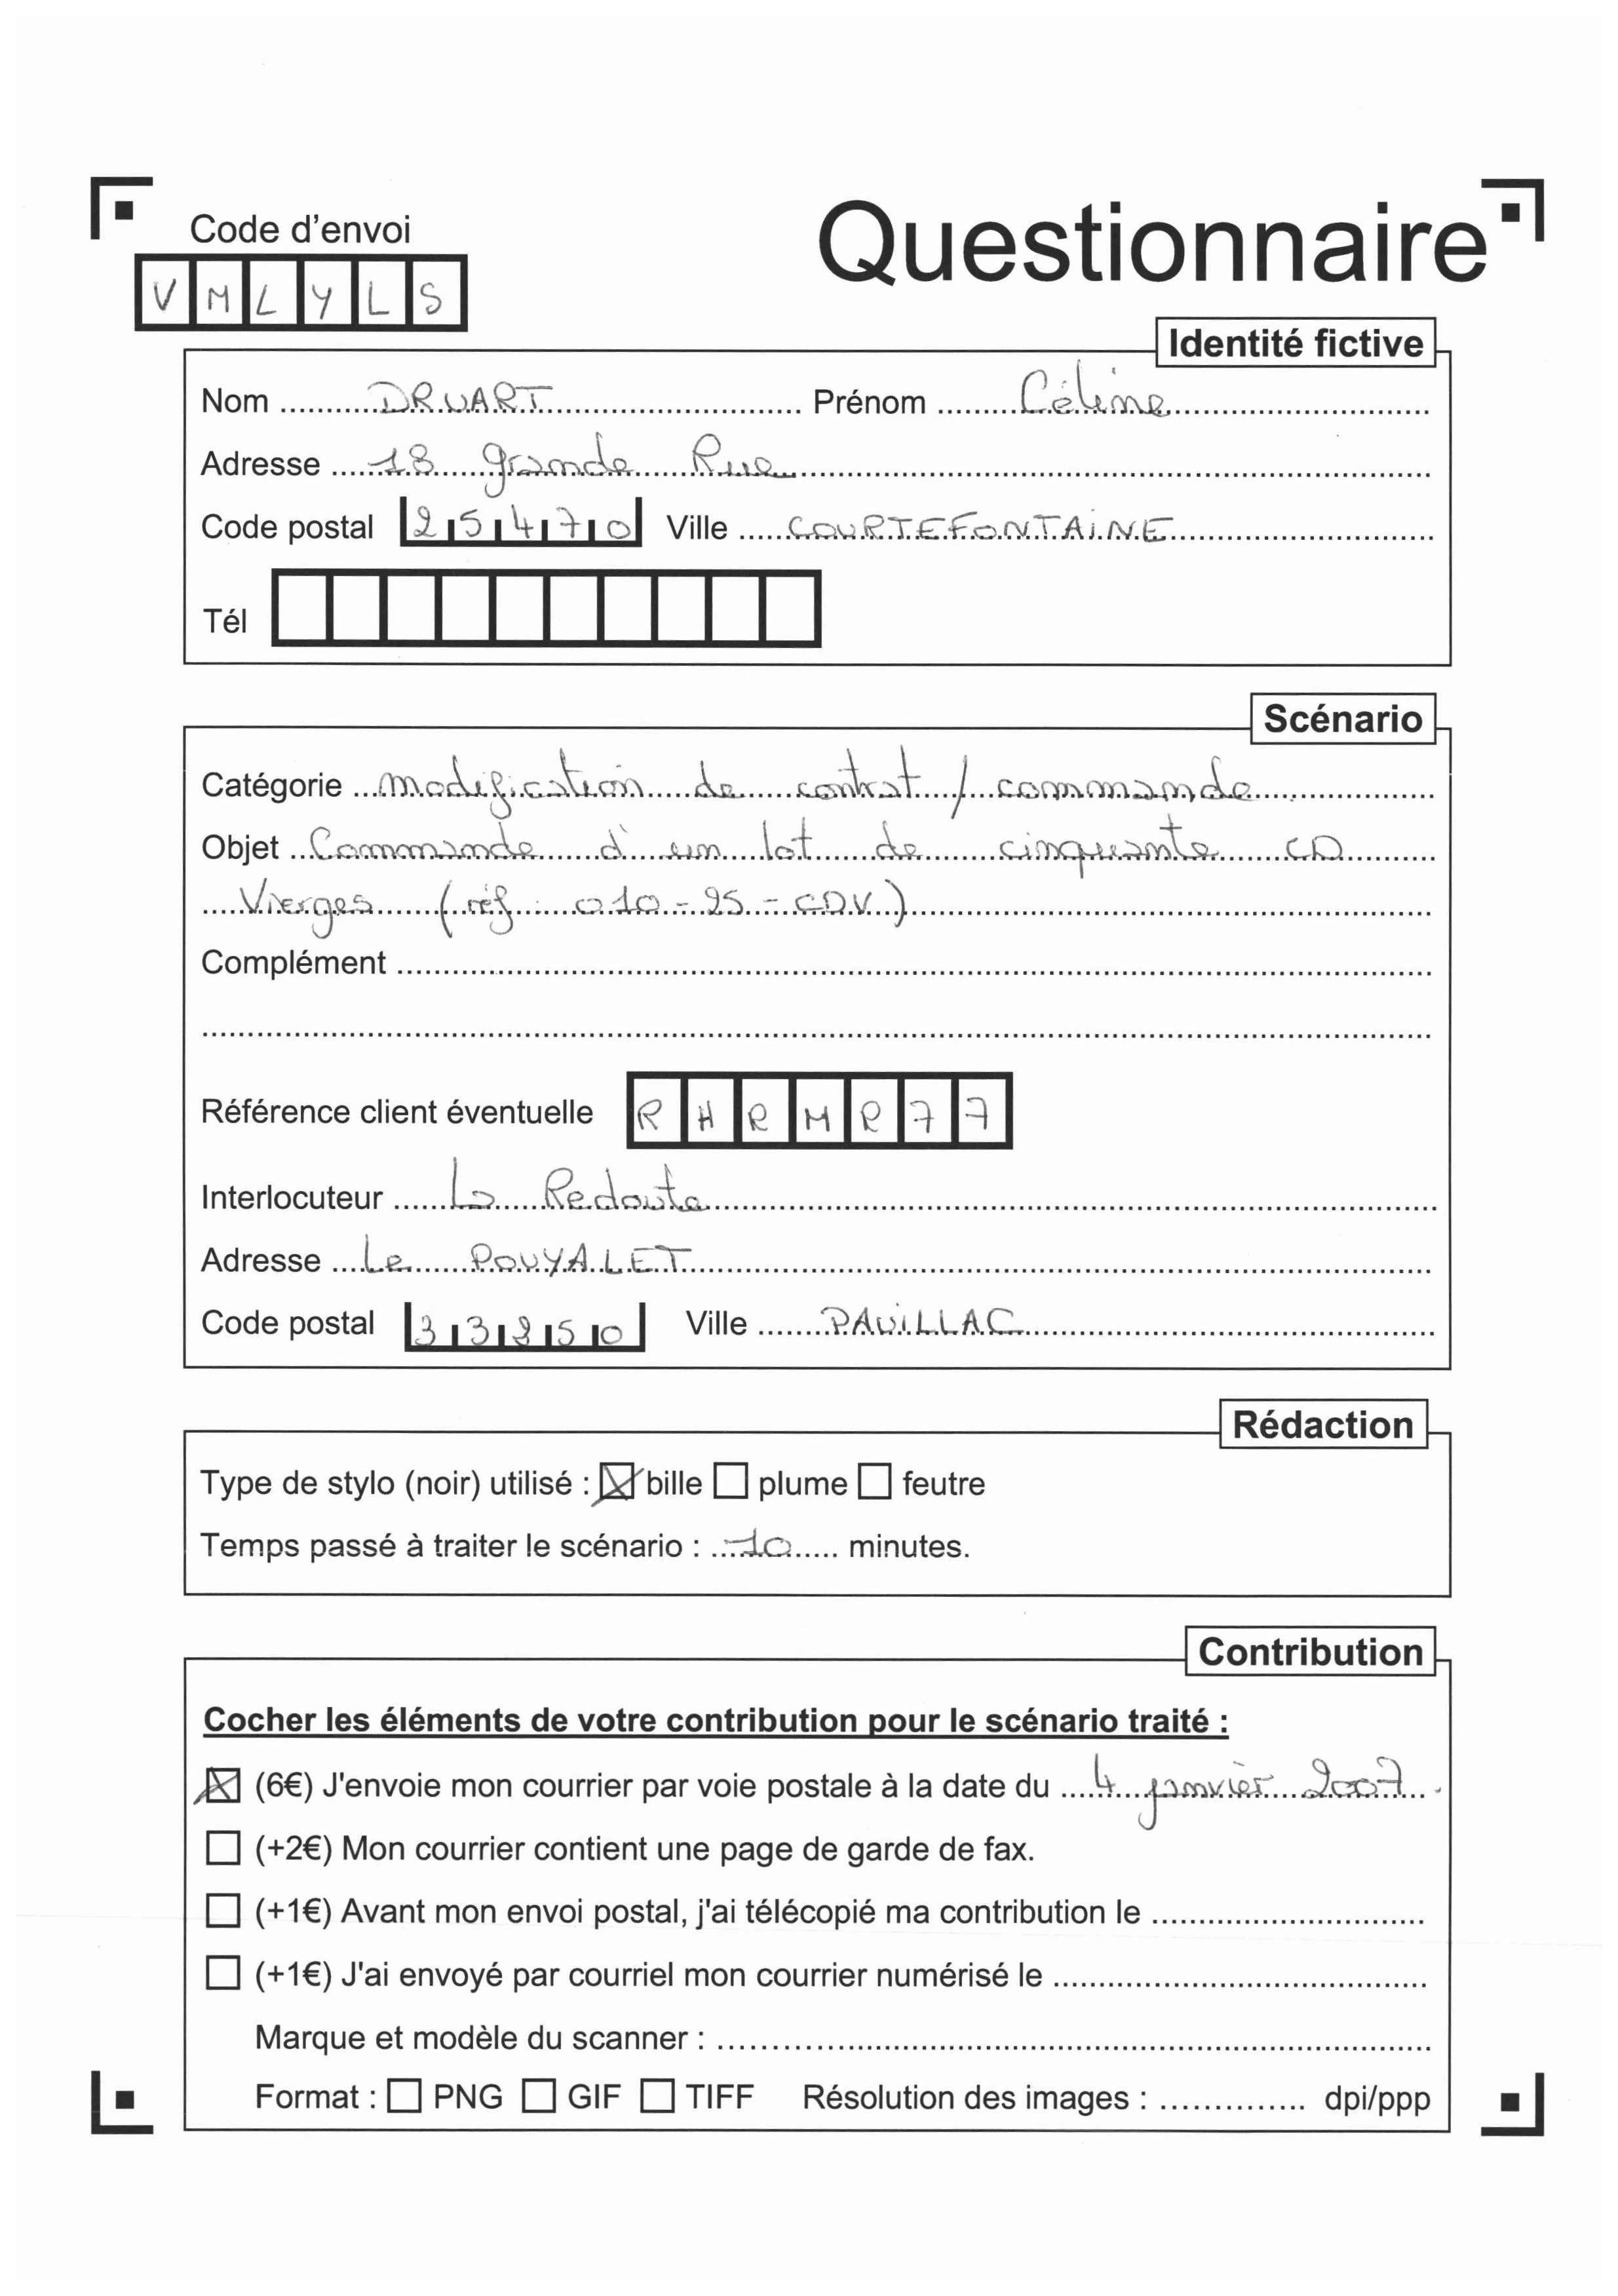 Code d'envoi
Questionnaire
VMLYLS
Identité fictive
Nom DRUART Prénom Céline
Adresse 18 grande Rue
Code postal 25470 Ville COURTEFONTAINE
Tél
Scénario
Catégorie modification de contrat / commande
Objet Commande d'un lot de cinquante CD
Vierges (réf : 010-95-CDV)
Complément
Référence client éventuelle RHRMR77
Interlocuteur La Redoute
Adresse Le POUYALET
Code postal 33250 Ville PAUILLAC
Rédaction
Type de stylo (noir) utilisé : bille plume feutre
Temps passé à traiter le scénario : 10 minutes.
Contribution
Cocher les éléments de votre contribution pour le scénario traité :
(6€) J'envoie mon courrier par voie postale à la date du 4 janvier 2007.
(+2€) Mon courrier contient une page de garde de fax.
(+1€) Avant mon envoi postal, j'ai télécopié ma contribution le
(+1€) J'ai envoyé par courriel mon courrier numérisé le
Marque et modèle du scanner :
Format : PNG GIF TIFF Résolution des images : dpi/ppp